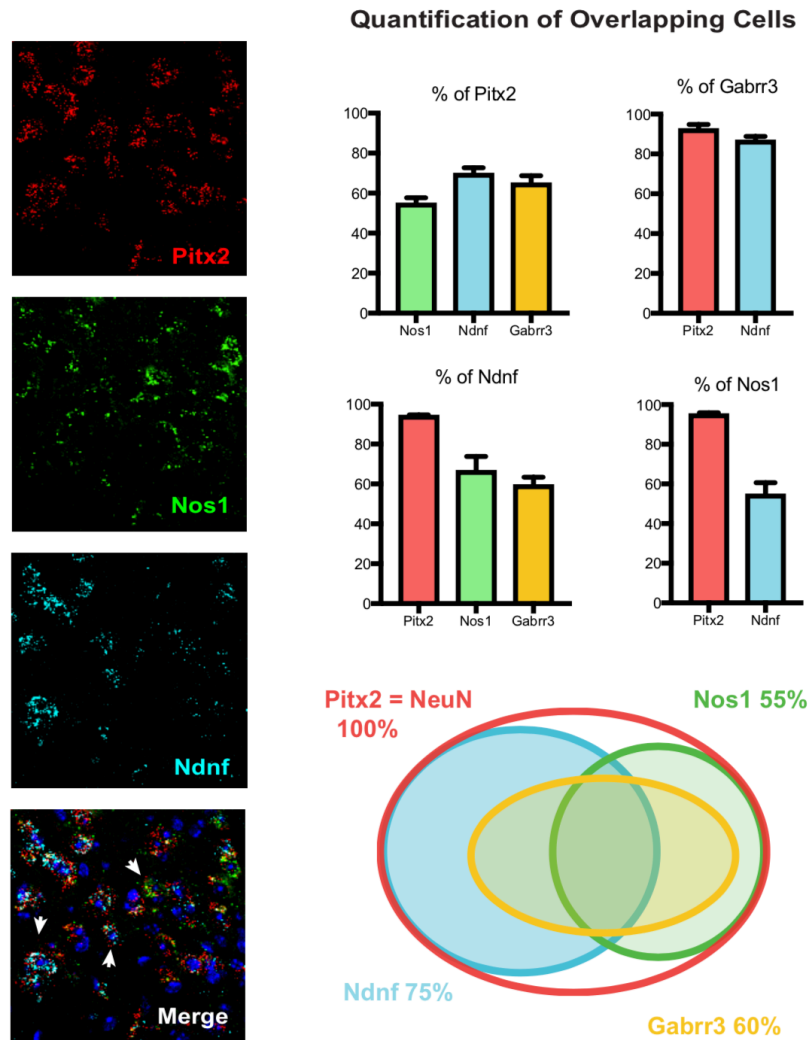 Quantification of Overlapping Cells
Pitx2
Nos1
Ndnf
Merge
% of Pitx2
100
80
60
40
20
0
Nos1 Ndnf Gabrr3
% of Gabrr3
100
80
60
40
20
0
Pitx2 Ndnf
% of Ndnf
100
80
60
40
20
0
Pitx2 Nos1 Gabrr3
% of Nos1
100
80
60
40
20
0
Pitx2 Ndnf
Pitx2 = NeuN
100%
Nos1 55%
Ndnf 75%
Gabrr3 60%